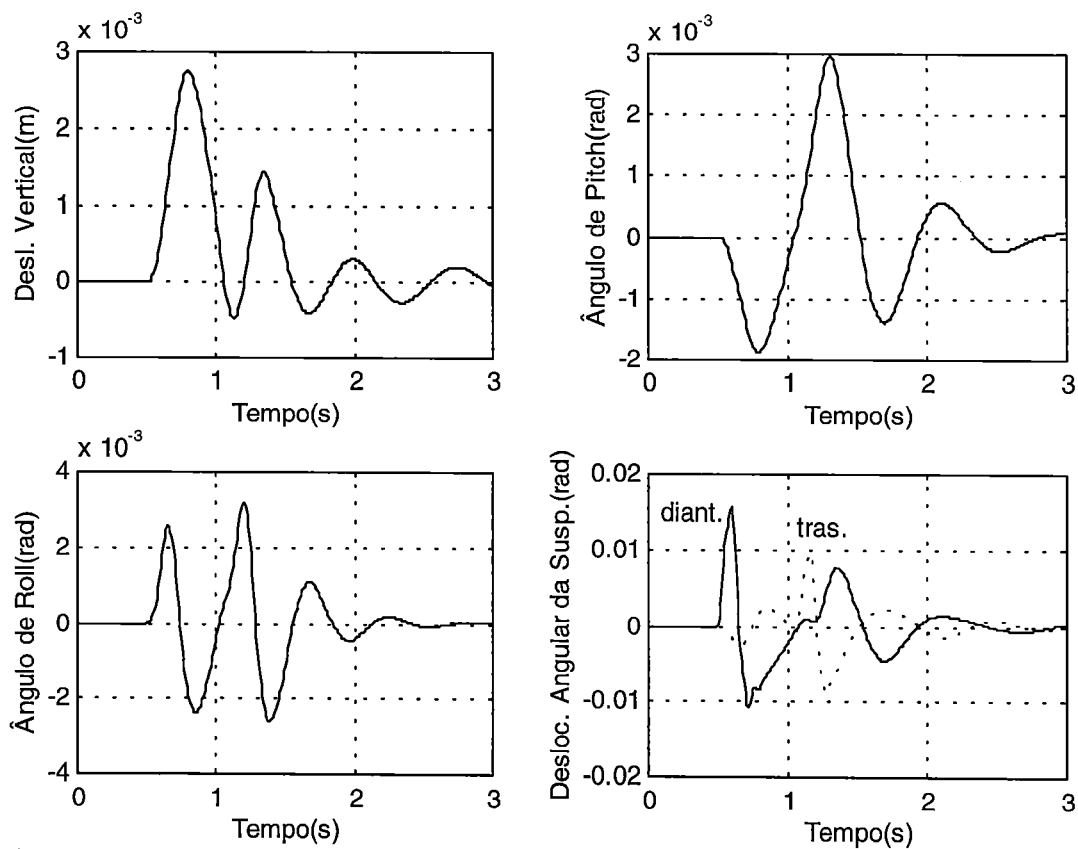 x 10-3
3
2
1
0
-1
Desl. Vertical(m)
0 1 2 3
Tempo(s)
x 10-3
3
2
1
0
-1
-2
Ângulo de Pitch(rad)
0 1 2 3
Tempo(s)
x 10-3
4
2
0
-2
-4
Ângulo de Roll(rad)
0 1 2 3
Tempo(s)
0.02
0.01
0
-0.01
-0.02
Desloc. Angular da Susp.(rad)
diant.
tras.
0 1 2 3
Tempo(s)